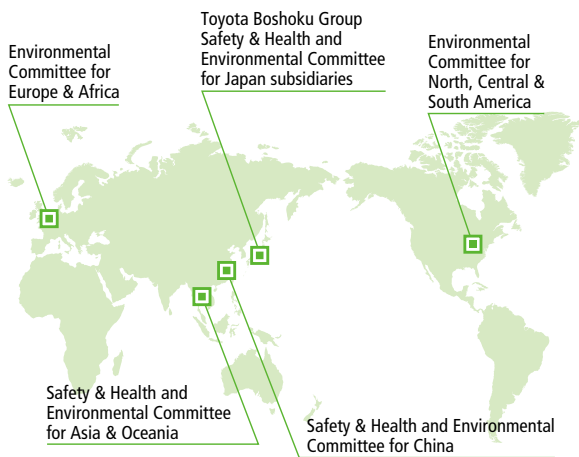 Environmental
Committee for
Europe & Africa
Toyota Boshoku Group
Safety & Health and
Environmental Committee
for Japan subsidiaries
Environmental
Committee for
North, Central &
South America
Safety & Health and
Environmental Committee
for Asia & Oceania
Safety & Health and Environmental
Committee for China